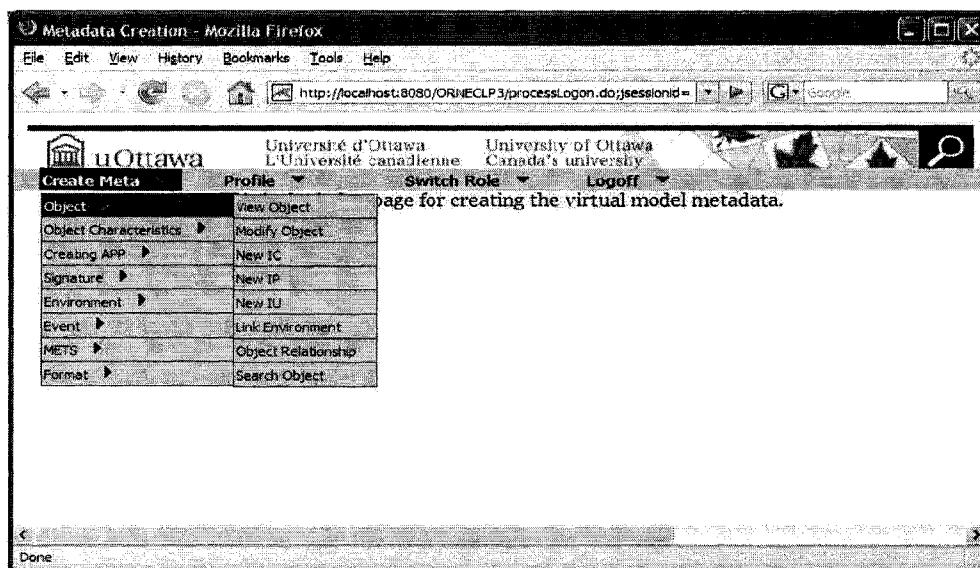 Metadata Creation - Mozilla Firefox
File Edit View History Bookmarks Tools Help
http://localhost:8080/ORNECLP3/processLogon.do;jsessionid= Google
uOttawa
Université d'Ottawa University of Ottawa
L'Université canadienne Canada's university
Create Meta Profile Switch Role Logoff
page for creating the virtual model metadata.
Object View Object
Object Characteristics Modify Object
Creating APP New IC
Signature New IP
Environment New IU
Event Link Environment
METS Object Relationship
Format Search Object
Done